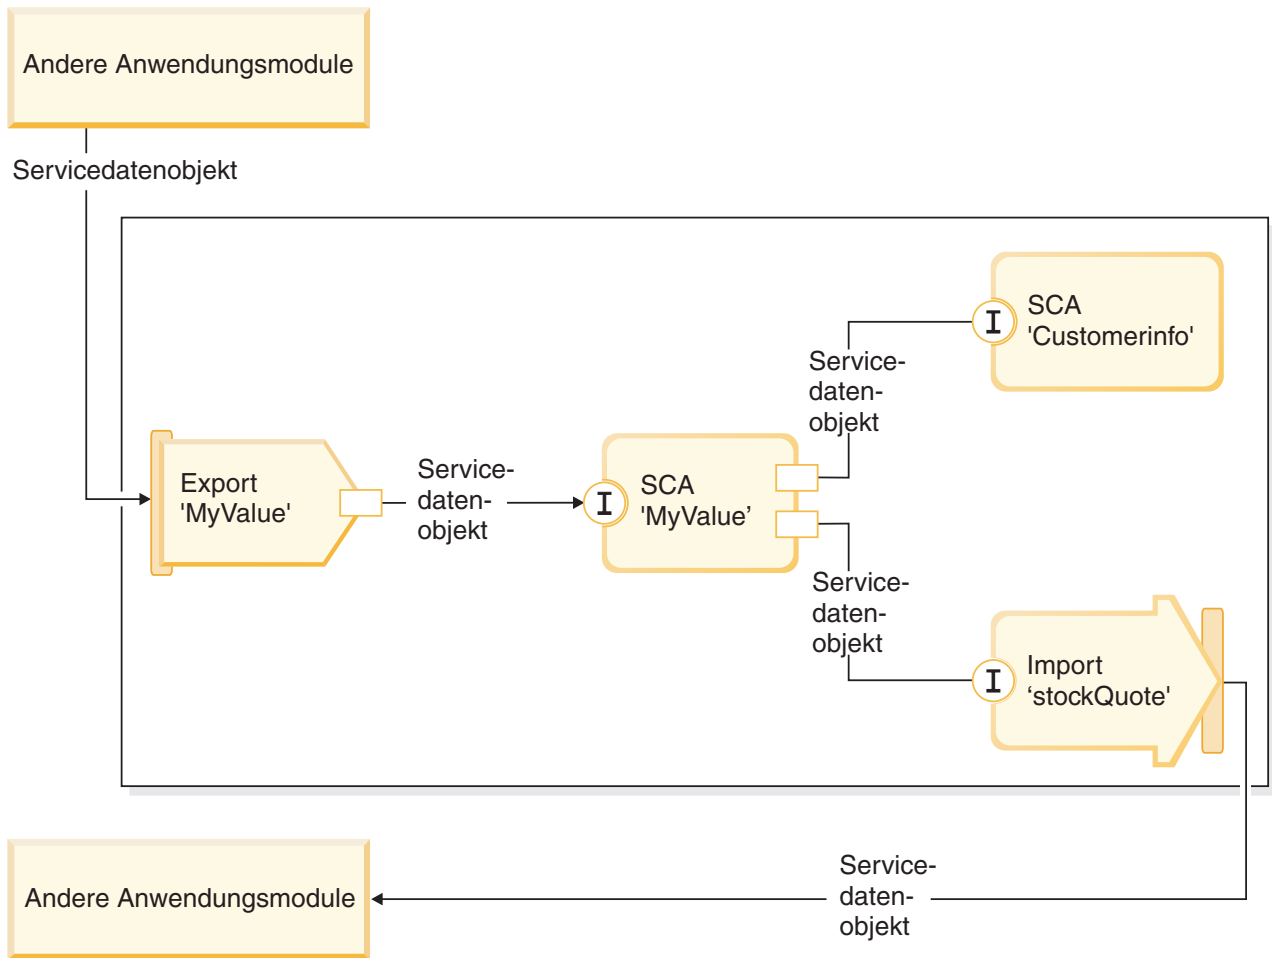 Andere Anwendungsmodule
Servicedatenobjekt
SCA
'Customerinfo'
Service-
daten-
objekt
Export
'MyValue'
Service-
daten-
objekt
SCA
'MyValue’
Service-
daten-
objekt
Import
‘stockQuote'
Andere Anwendungsmodule
Service-
daten-
objekt